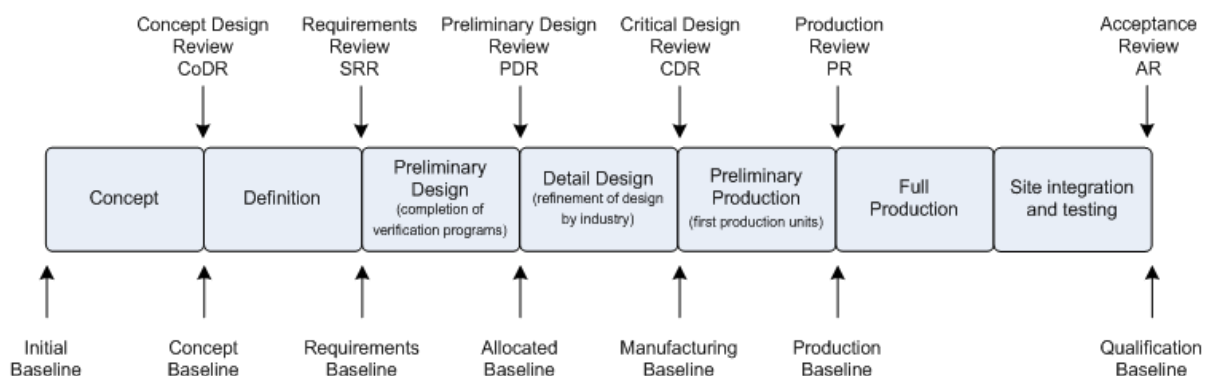 Concept Design
Review
CoDR
Requirements
Review
SRR
Preliminary Design
Review
PDR
Critical Design
Review
CDR
Production
Review
PR
Acceptance
Review
AR
Concept
Definition
Preliminary
Design
(completion of
verification programs)
Detail Design
(refinement of design
by industry)
Preliminary
Production
(first production units)
Full
Production
Site integration
and testing
Initial
Baseline
Concept
Baseline
Requirements
Baseline
Allocated
Baseline
Manufacturing
Baseline
Production
Baseline
Qualification
Baseline